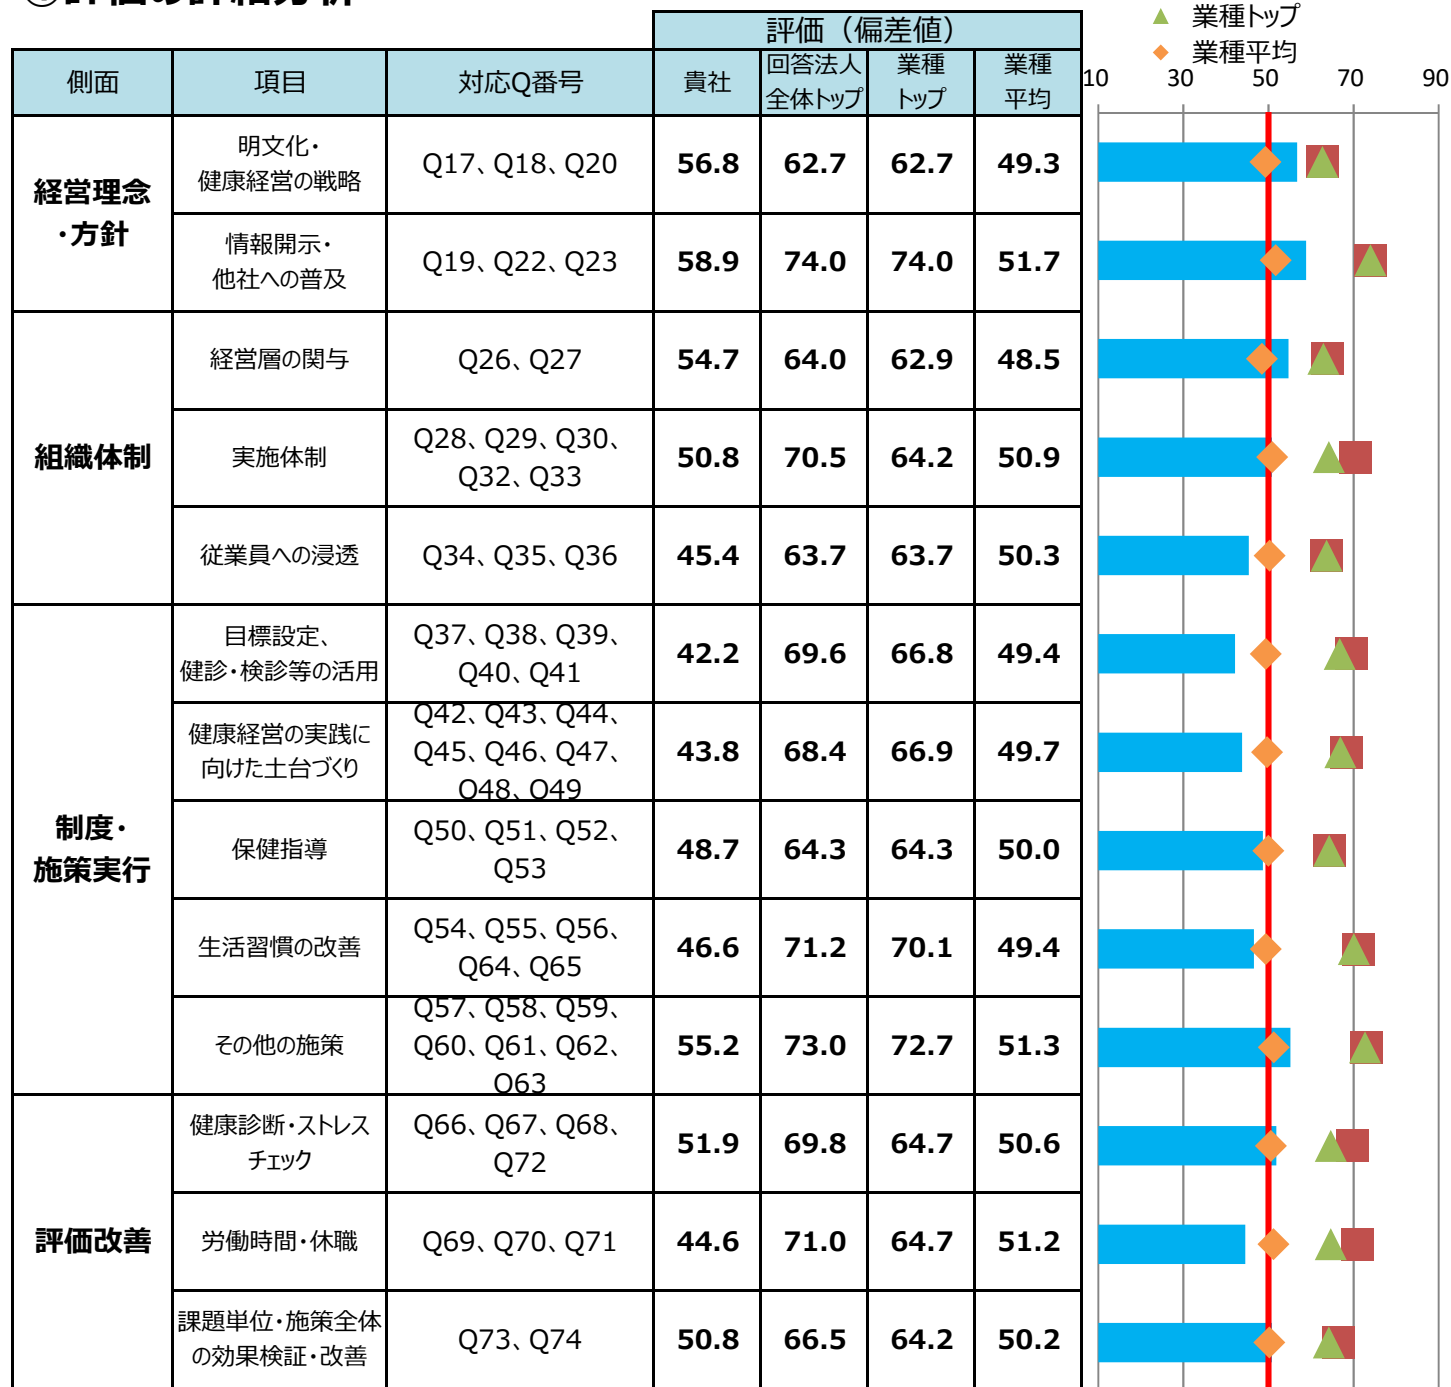 評価（偏差値）
▲ 業種トップ
◆ 業種平均
側面 項目 対応Q番号 貴社 回答法人 業種 業種
全体トップ トップ 平均
10 30 50 70 90
経営理念
・方針
明文化・
健康経営の戦略
Q17、Q18、Q20 56.8 62.7 62.7 49.3
情報開示・
他社への普及
Q19、Q22、Q23 58.9 74.0 74.0 51.7
組織体制
経営層の関与 Q26、Q27 54.7 64.0 62.9 48.5
実施体制
Q28、Q29、Q30、
Q32、Q33
50.8 70.5 64.2 50.9
従業員への浸透 Q34、Q35、Q36 45.4 63.7 63.7 50.3
制度・
施策実行
目標設定、
健診・検診等の活用
Q37、Q38、Q39、
Q40、Q41
42.2 69.6 66.8 49.4
健康経営の実践に
向けた土台づくり
Q42、Q43、Q44、
Q45、Q46、Q47、
Q48、Q49
43.8 68.4 66.9 49.7
保健指導
Q50、Q51、Q52、
Q53
48.7 64.3 64.3 50.0
生活習慣の改善
Q54、Q55、Q56、
Q64、Q65
46.6 71.2 70.1 49.4
その他の施策
Q57、Q58、Q59、
Q60、Q61、Q62、
Q63
55.2 73.0 72.7 51.3
評価改善
健康診断・ストレス
チェック
Q66、Q67、Q68、
Q72
51.9 69.8 64.7 50.6
労働時間・休職 Q69、Q70、Q71 44.6 71.0 64.7 51.2
課題単位・施策全体
の効果検証・改善
Q73、Q74 50.8 66.5 64.2 50.2